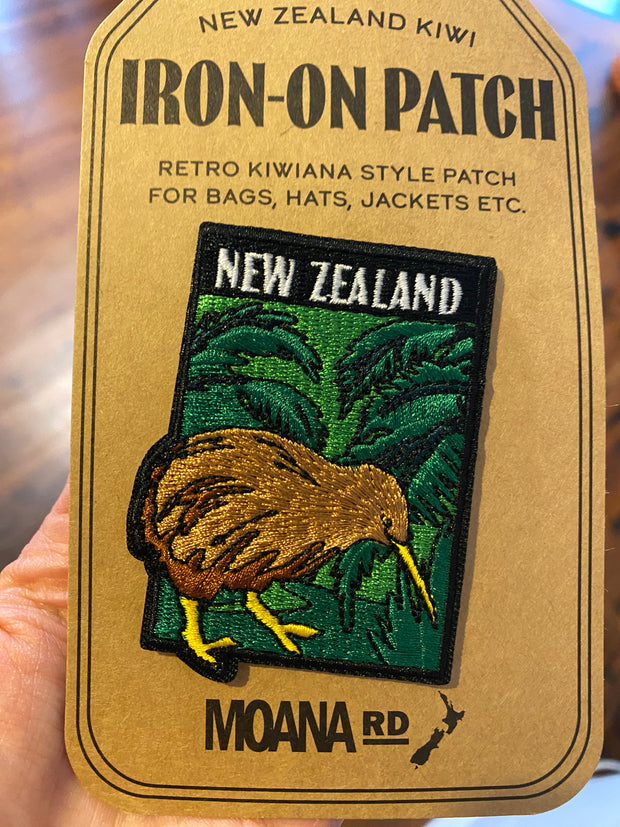 NEW ZEALAND KIWI
IRON-ON PATCH
RETRO KIWIANA STYLE PATCH
FOR BAGS, HATS, JACKETS ETC.
NEW ZEALAND
MOANA RD